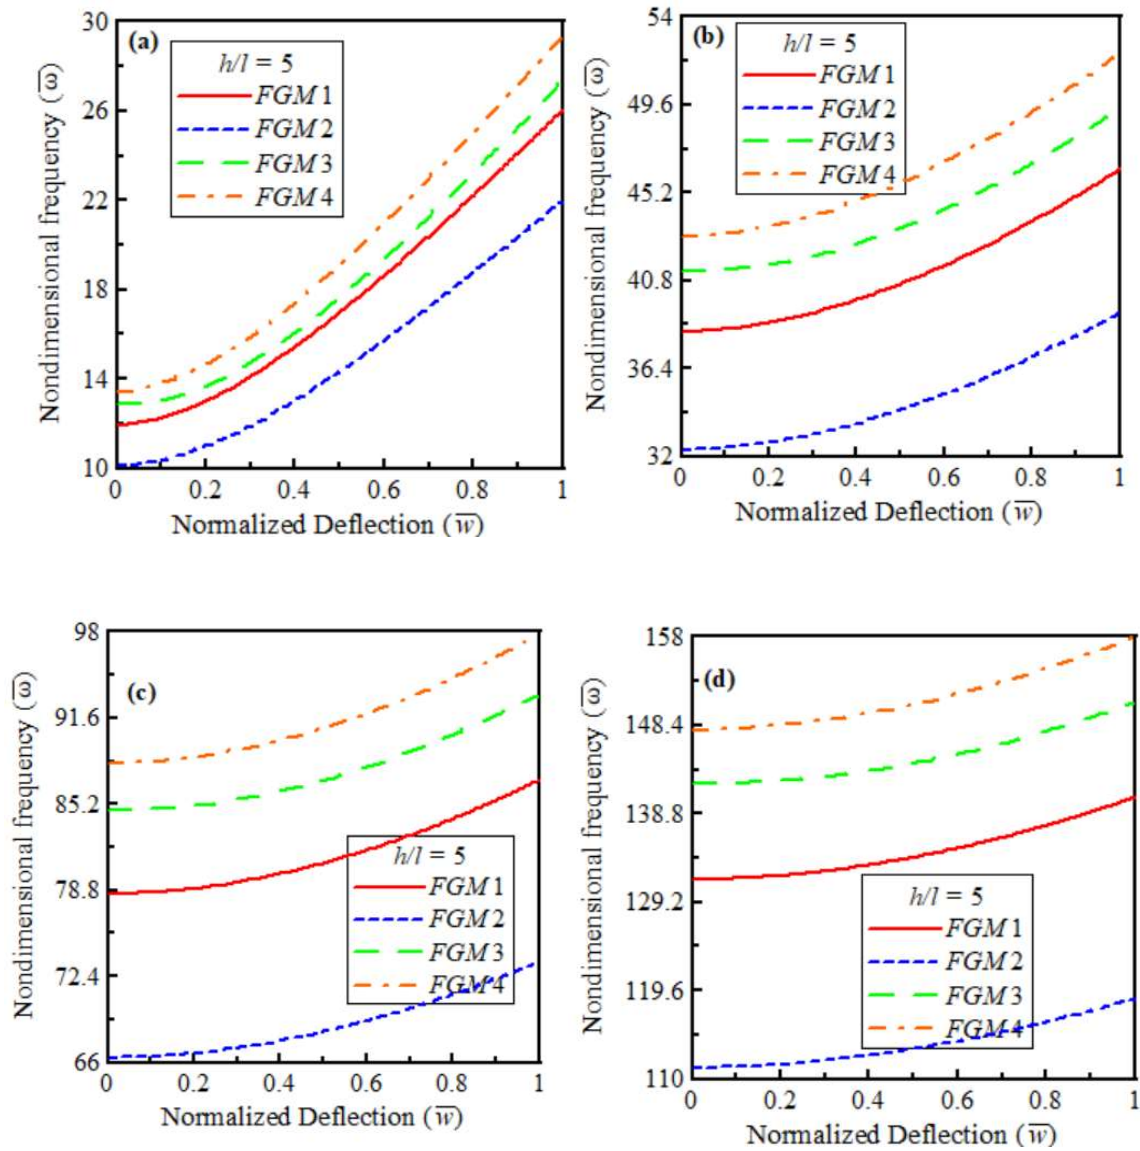 (a)
h/l = 5
FGM 1
FGM 2
FGM 3
FGM 4
30
26
22
18
14
10
0 0.2 0.4 0.6 0.8 1
Nondimensional frequency (ω̅)
Normalized Deflection (w̅)
(b)
h/l = 5
FGM 1
FGM 2
FGM 3
FGM 4
54
49.6
45.2
40.8
36.4
32
0 0.2 0.4 0.6 0.8 1
Nondimensional frequency (ω̅)
Normalized Deflection (w̅)
(c)
h/l = 5
FGM 1
FGM 2
FGM 3
FGM 4
98
91.6
85.2
78.8
72.4
66
0 0.2 0.4 0.6 0.8 1
Nondimensional frequency (ω̅)
Normalized Deflection (w̅)
(d)
h/l = 5
FGM 1
FGM 2
FGM 3
FGM 4
158
148.4
138.8
129.2
119.6
110
0 0.2 0.4 0.6 0.8 1
Nondimensional frequency (ω̅)
Normalized Deflection (w̅)